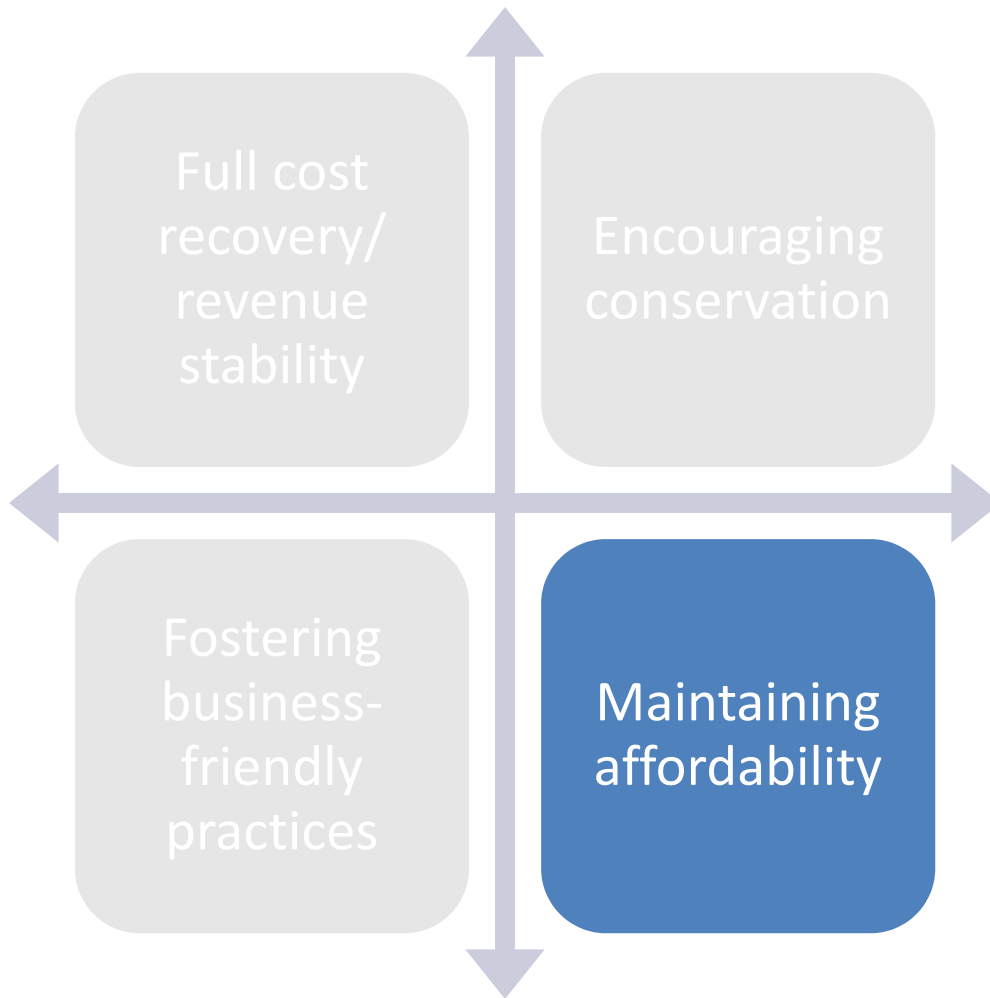 Full cost
recovery/
revenue
stability
Encouraging
conservation
Fostering
business-
friendly
practices
Maintaining
affordability